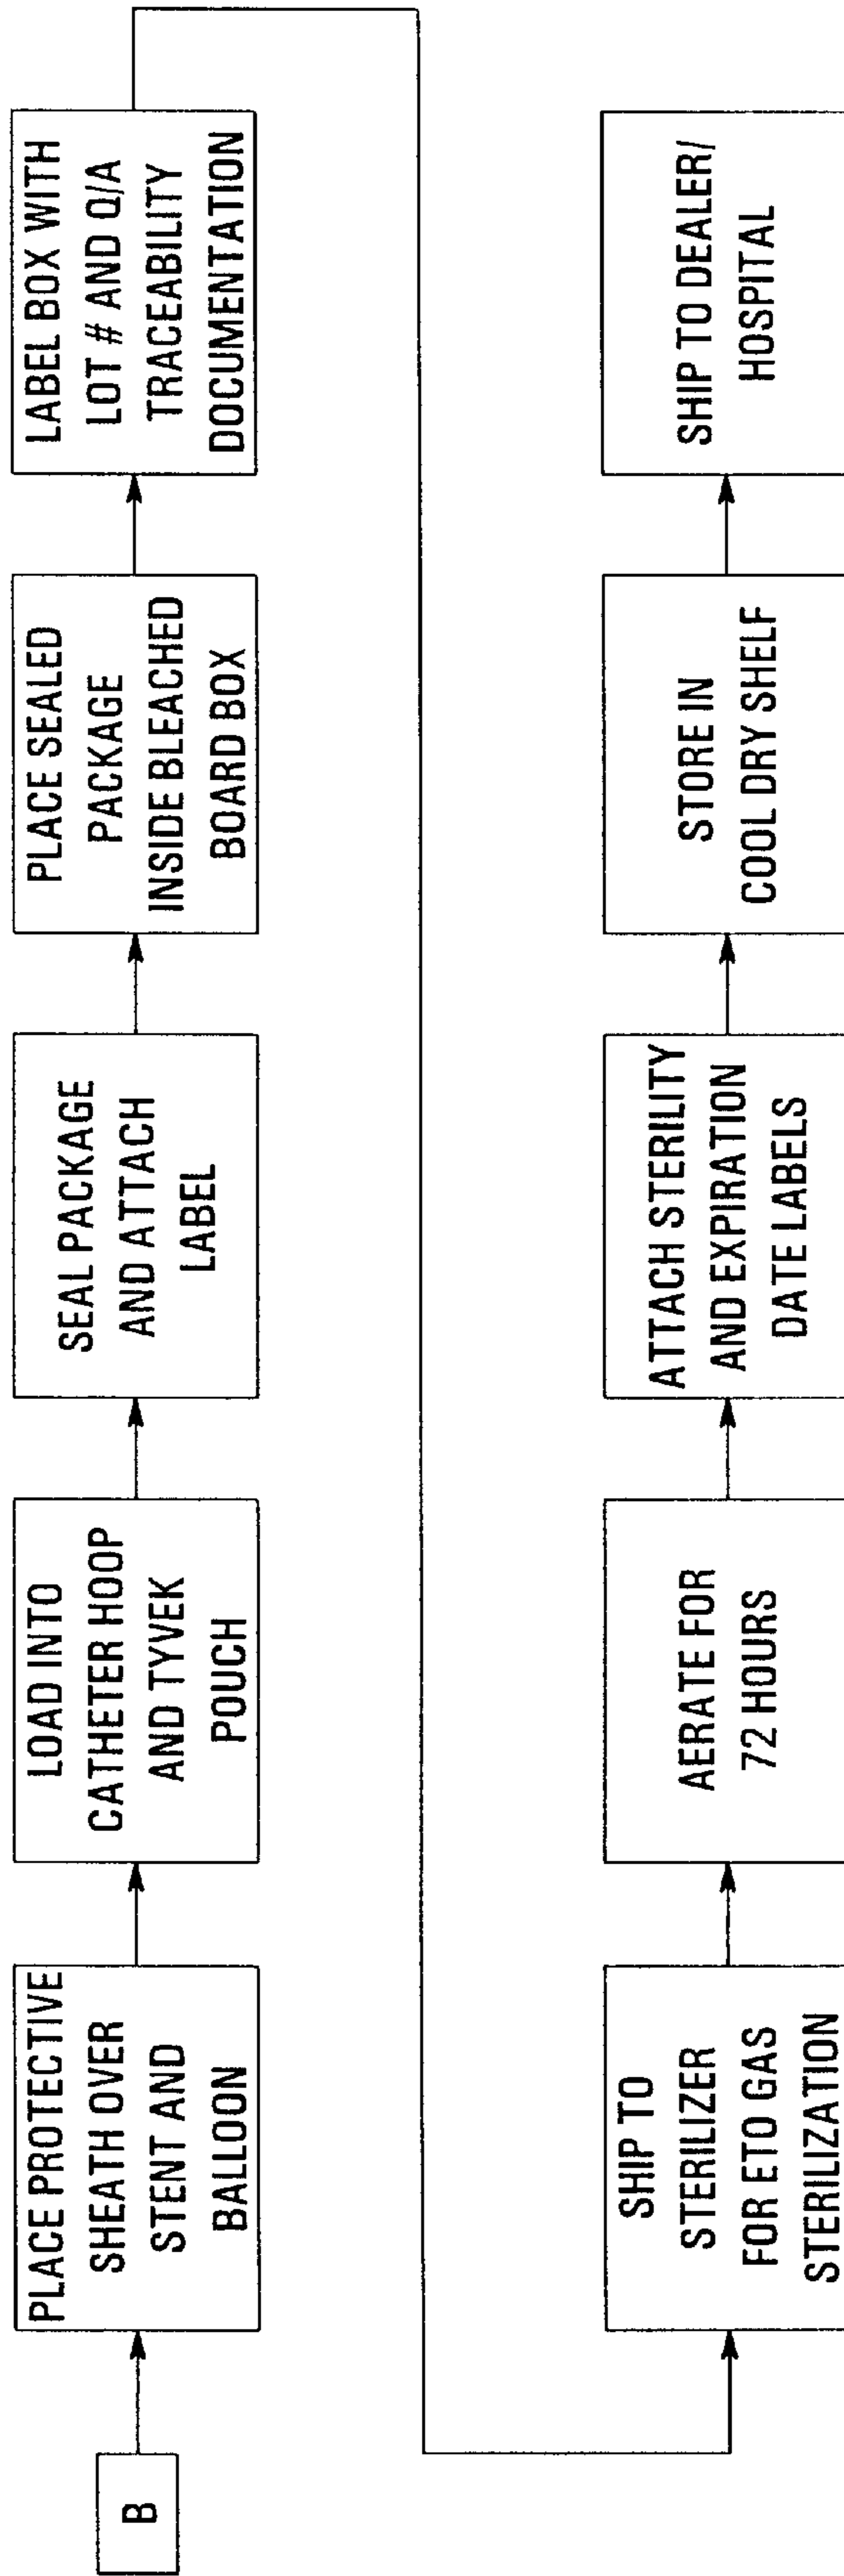 B
PLACE PROTECTIVE
SHEATH OVER
STENT AND
BALLOON
LOAD INTO
CATHETER HOOP
AND TYVEK
POUCH
SEAL PACKAGE
AND ATTACH
LABEL
PLACE SEALED
PACKAGE
INSIDE BLEACHED
BOARD BOX
LABEL BOX WITH
LOT # AND Q/A
TRACEABILITY
DOCUMENTATION
SHIP TO
STERILIZER
FOR ETO GAS
STERILIZATION
AERATE FOR
72 HOURS
ATTACH STERILITY
AND EXPIRATION
DATE LABELS
STORE IN
COOL DRY SHELF
SHIP TO DEALER/
HOSPITAL